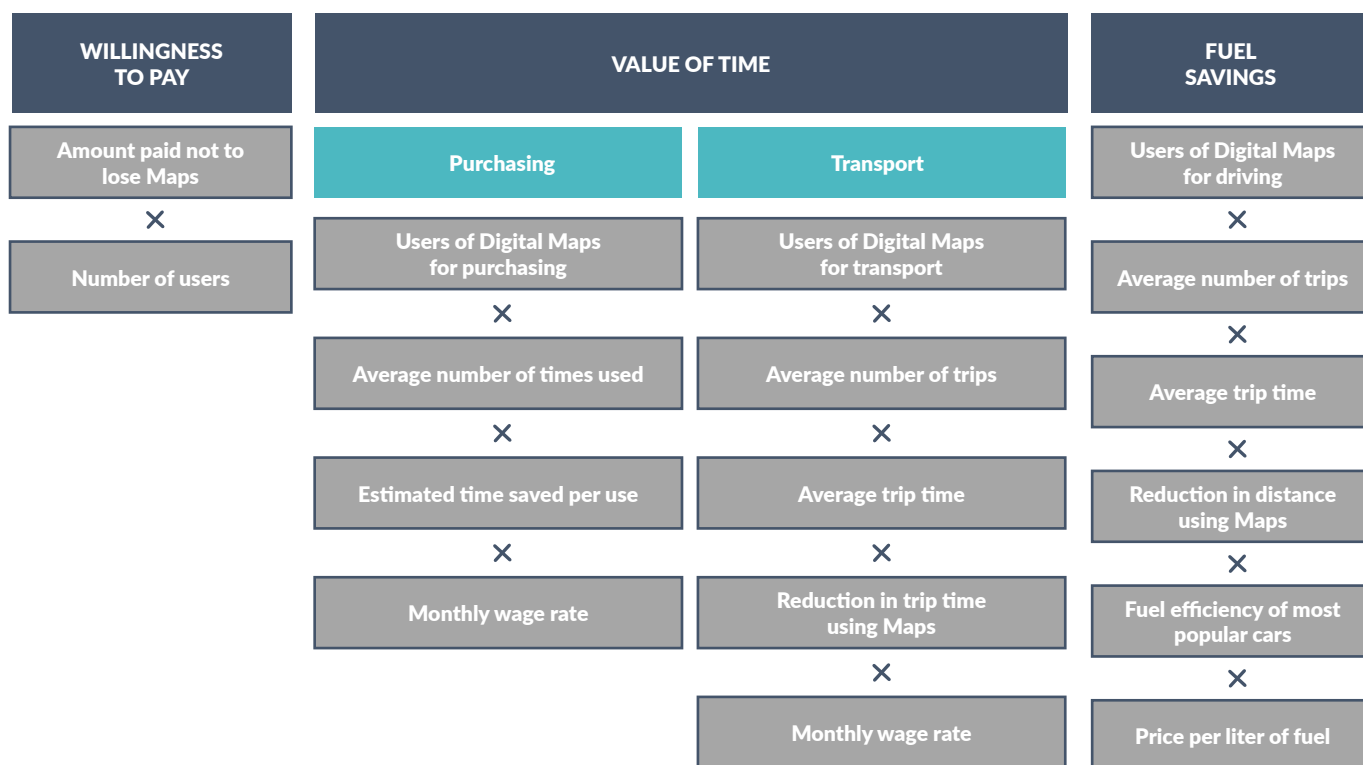 WILLINGNESS
TO PAY
Amount paid not to
lose Maps
×
Number of users
VALUE OF TIME
Purchasing
Users of Digital Maps
for purchasing
×
Average number of times used
×
Estimated time saved per use
×
Monthly wage rate
Transport
Users of Digital Maps
for transport
×
Average number of trips
×
Average trip time
×
Reduction in trip time
using Maps
×
Monthly wage rate
FUEL
SAVINGS
Users of Digital Maps
for driving
×
Average number of trips
×
Average trip time
×
Reduction in distance
using Maps
×
Fuel efficiency of most
popular cars
×
Price per liter of fuel